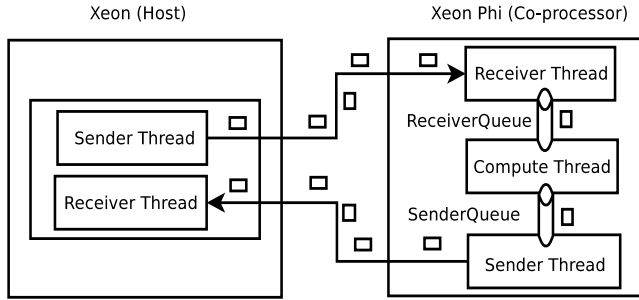 Xeon (Host)
Xeon Phi (Co-processor)
Sender Thread
Receiver Thread
Receiver Thread
ReceiverQueue
Compute Thread
SenderQueue
Sender Thread